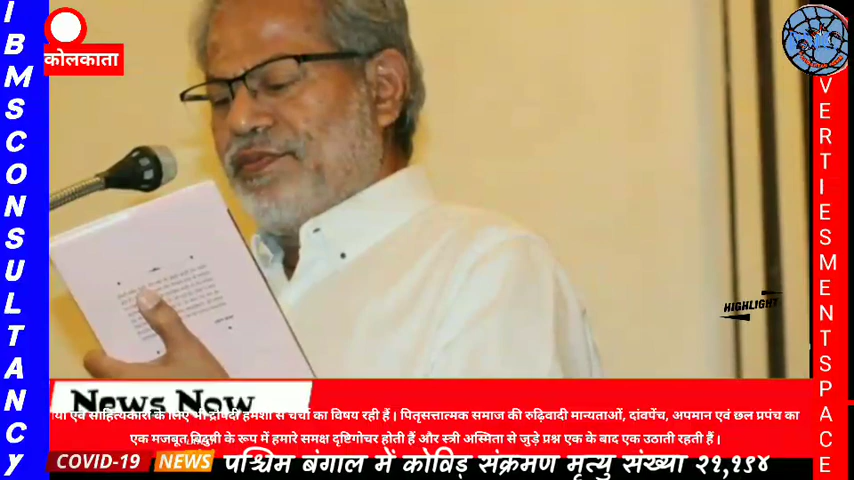 IBMSCONSULTANCY
कोलकाता
VERTIESMENTSPACE
HIGHLIGHT
News Now
यों एवं साहित्यकारों के लिए भी द्रौपदी हमेशा से चर्चा का विषय रही हैं । पितृसत्तात्मक समाज की रुढ़िवादी मान्यताओं, दांवपेंच, अपमान एवं छल प्रपंच का
एक मजबूत विदुषी के रूप में हमारे समक्ष दृष्टिगोचर होती हैं और स्त्री अस्मिता से जुड़े प्रश्न एक के बाद एक उठाती रहती हैं ।
COVID-19 NEWS पश्चिम बंगाल में कोविड संक्रमण मृत्यु संख्या २१,१९४